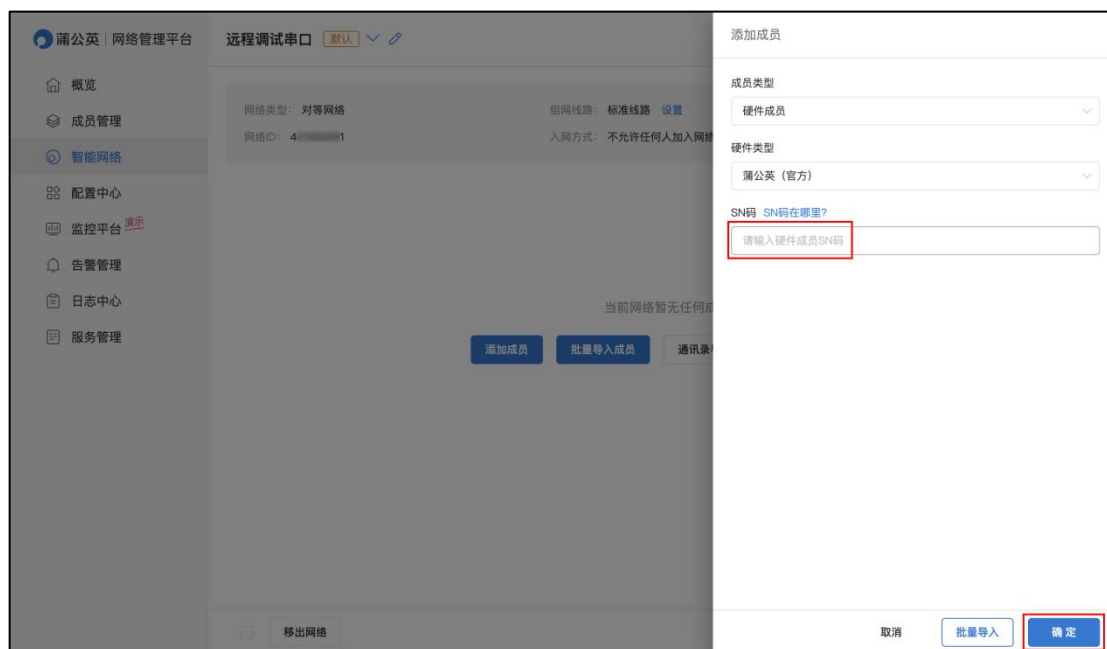 蒲公英 | 网络管理平台
概览
成员管理
智能网络
配置中心
监控平台 演示
告警管理
日志中心
服务管理
远程调试串口 默认
网络类型： 对等网络
组网线路： 标准线路 设置
网络ID： 4 1
入网方式： 不允许任何人加入网络
当前网络暂无任何成
添加成员 批量导入成员 通讯录
移出网络
添加成员
成员类型
硬件成员
硬件类型
蒲公英（官方）
SN码 SN码在哪里?
请输入硬件成员SN码
取消 批量导入 确定